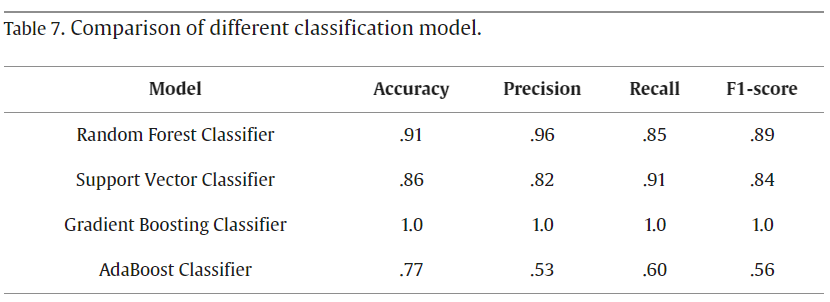 Table 7. Comparison of different classification model.
Model Accuracy Precision Recall F1-score
Random Forest Classifier .91 .96 .85 .89
Support Vector Classifier .86 .82 .91 .84
Gradient Boosting Classifier 1.0 1.0 1.0 1.0
AdaBoost Classifier .77 .53 .60 .56